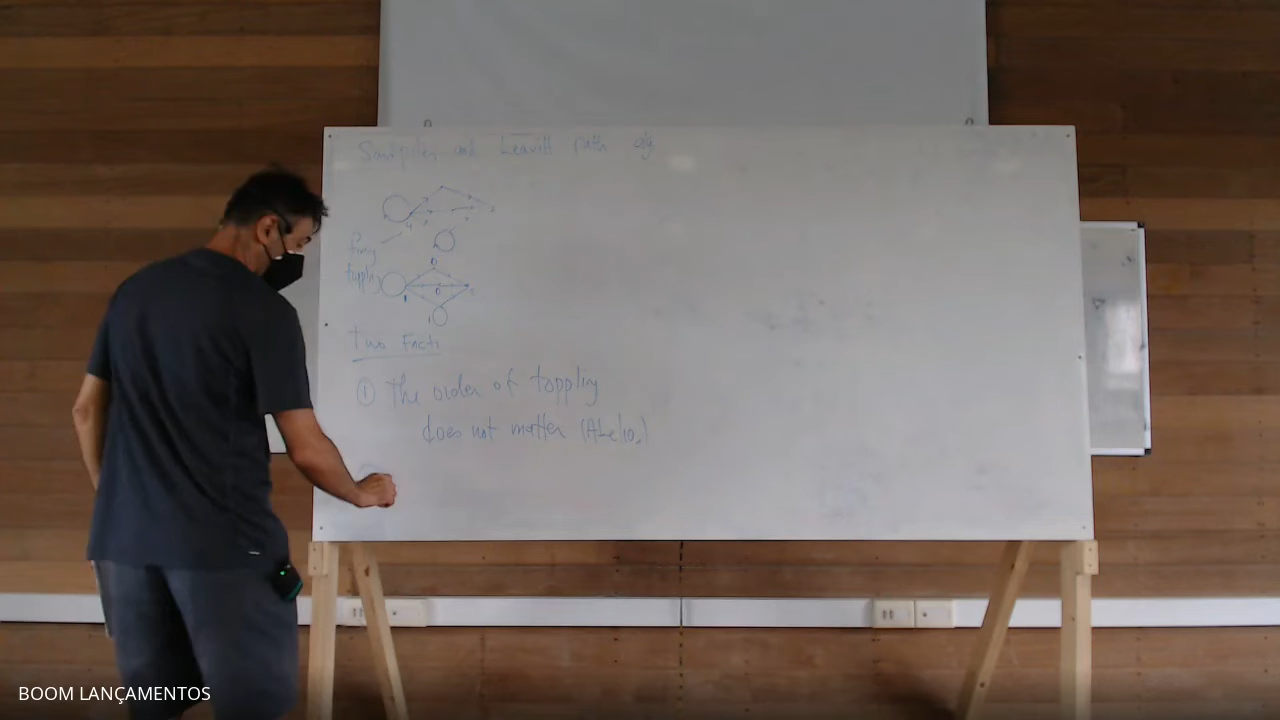 Sandpiles and Leavitt path alg
firing
toppling
Two Facts
① The order of toppling
does not matter (Abelian)
BOOM LANÇAMENTOS